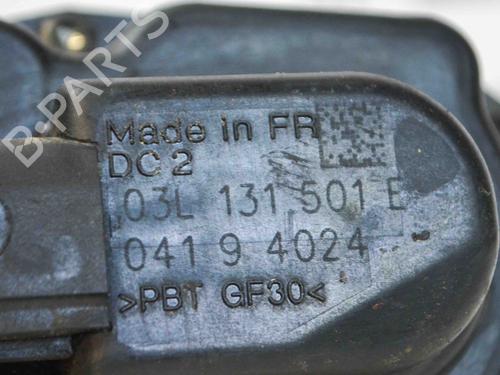 B-PARTS
Made in FR
DC 2
03L 131 501 E
041 9 4024
>PBT GF30<